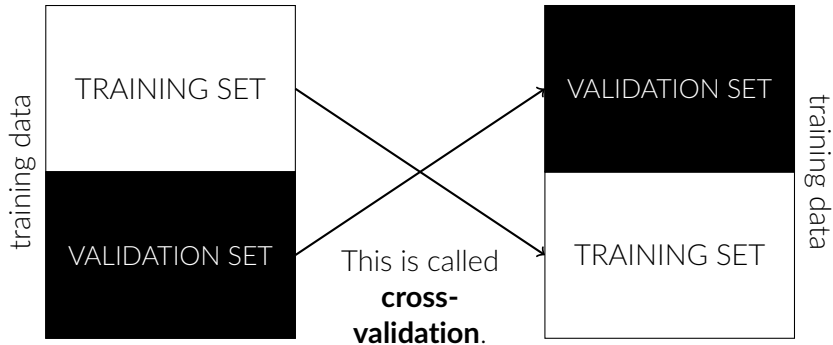 training data
TRAINING SET
VALIDATION SET
This is called
cross-
validation.
VALIDATION SET
TRAINING SET
training data